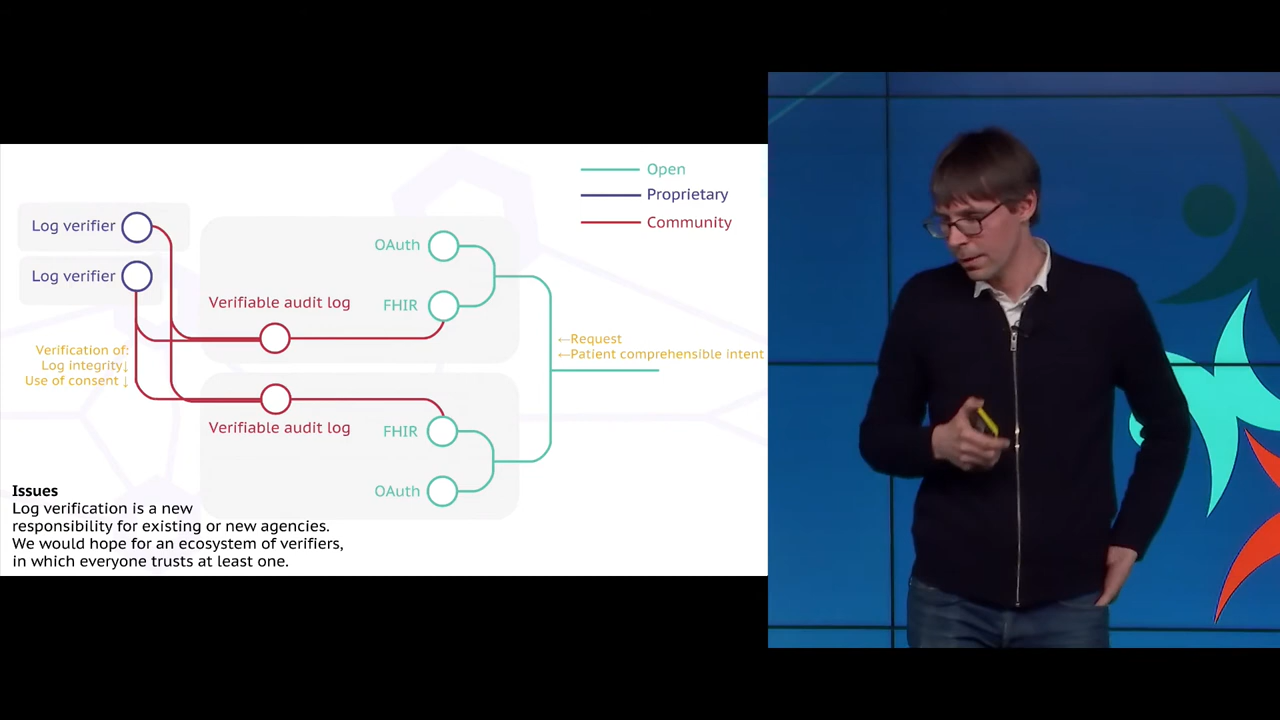 Open
Proprietary
Community
Log verifier
Log verifier
OAuth
FHIR
Verifiable audit log
Verification of:
Log integrity↓
Use of consent ↓
←Request
←Patient comprehensible intent
Verifiable audit log
FHIR
OAuth
Issues
Log verification is a new
responsibility for existing or new agencies.
We would hope for an ecosystem of verifiers,
in which everyone trusts at least one.